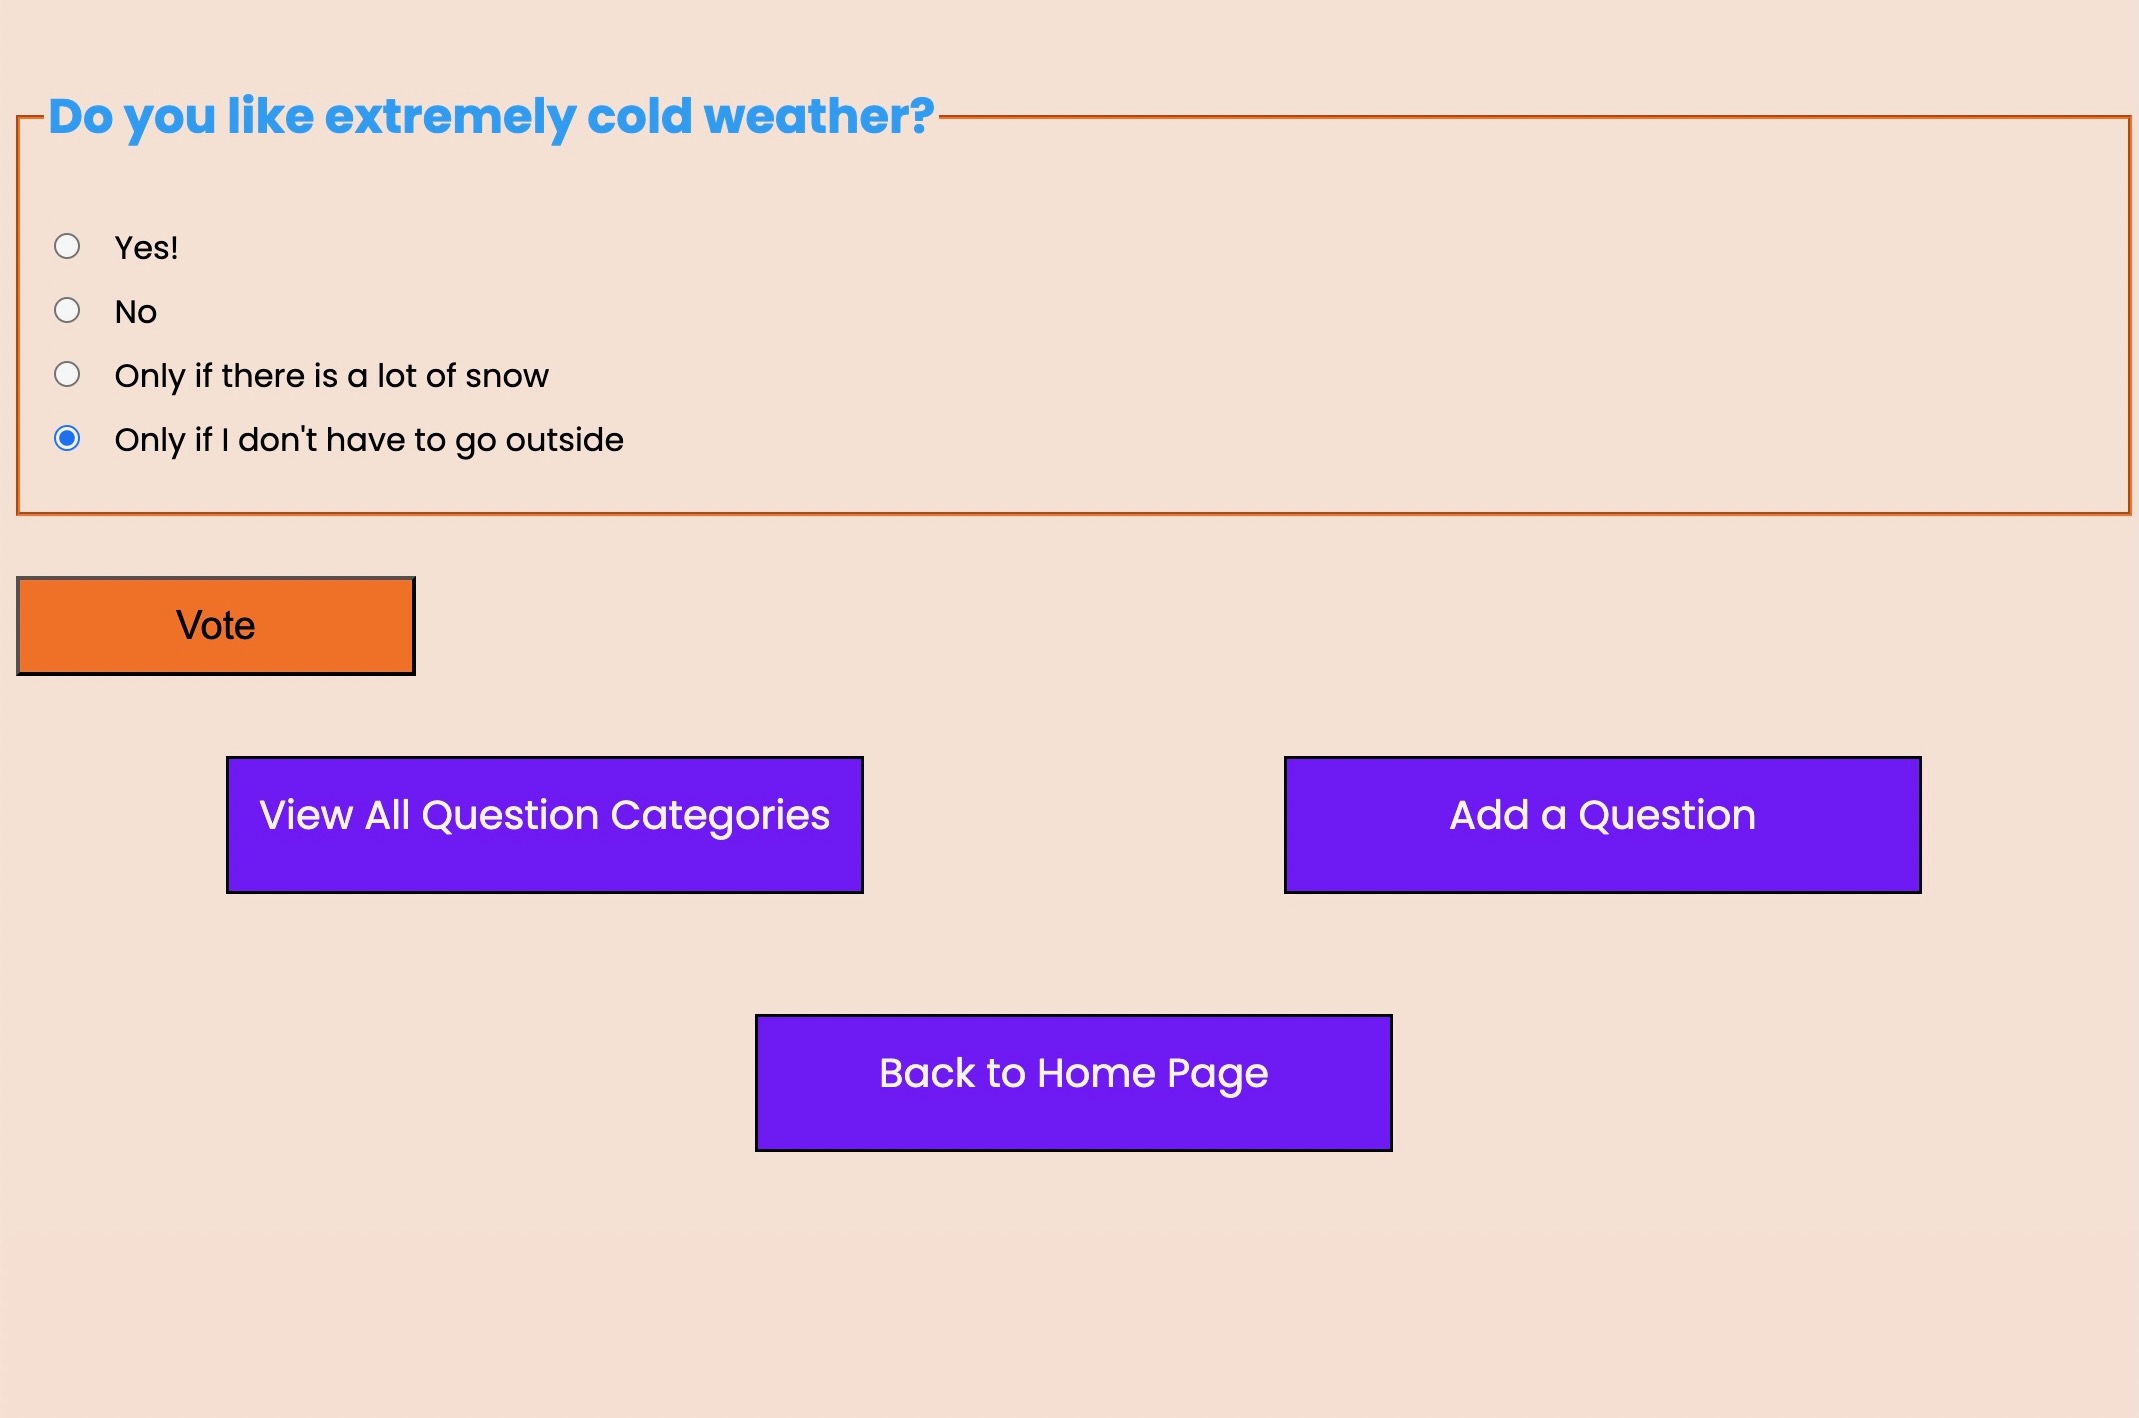 Do you like extremely cold weather?
Yes!
No
Only if there is a lot of snow
Only if I don't have to go outside
Vote
View All Question Categories
Add a Question
Back to Home Page